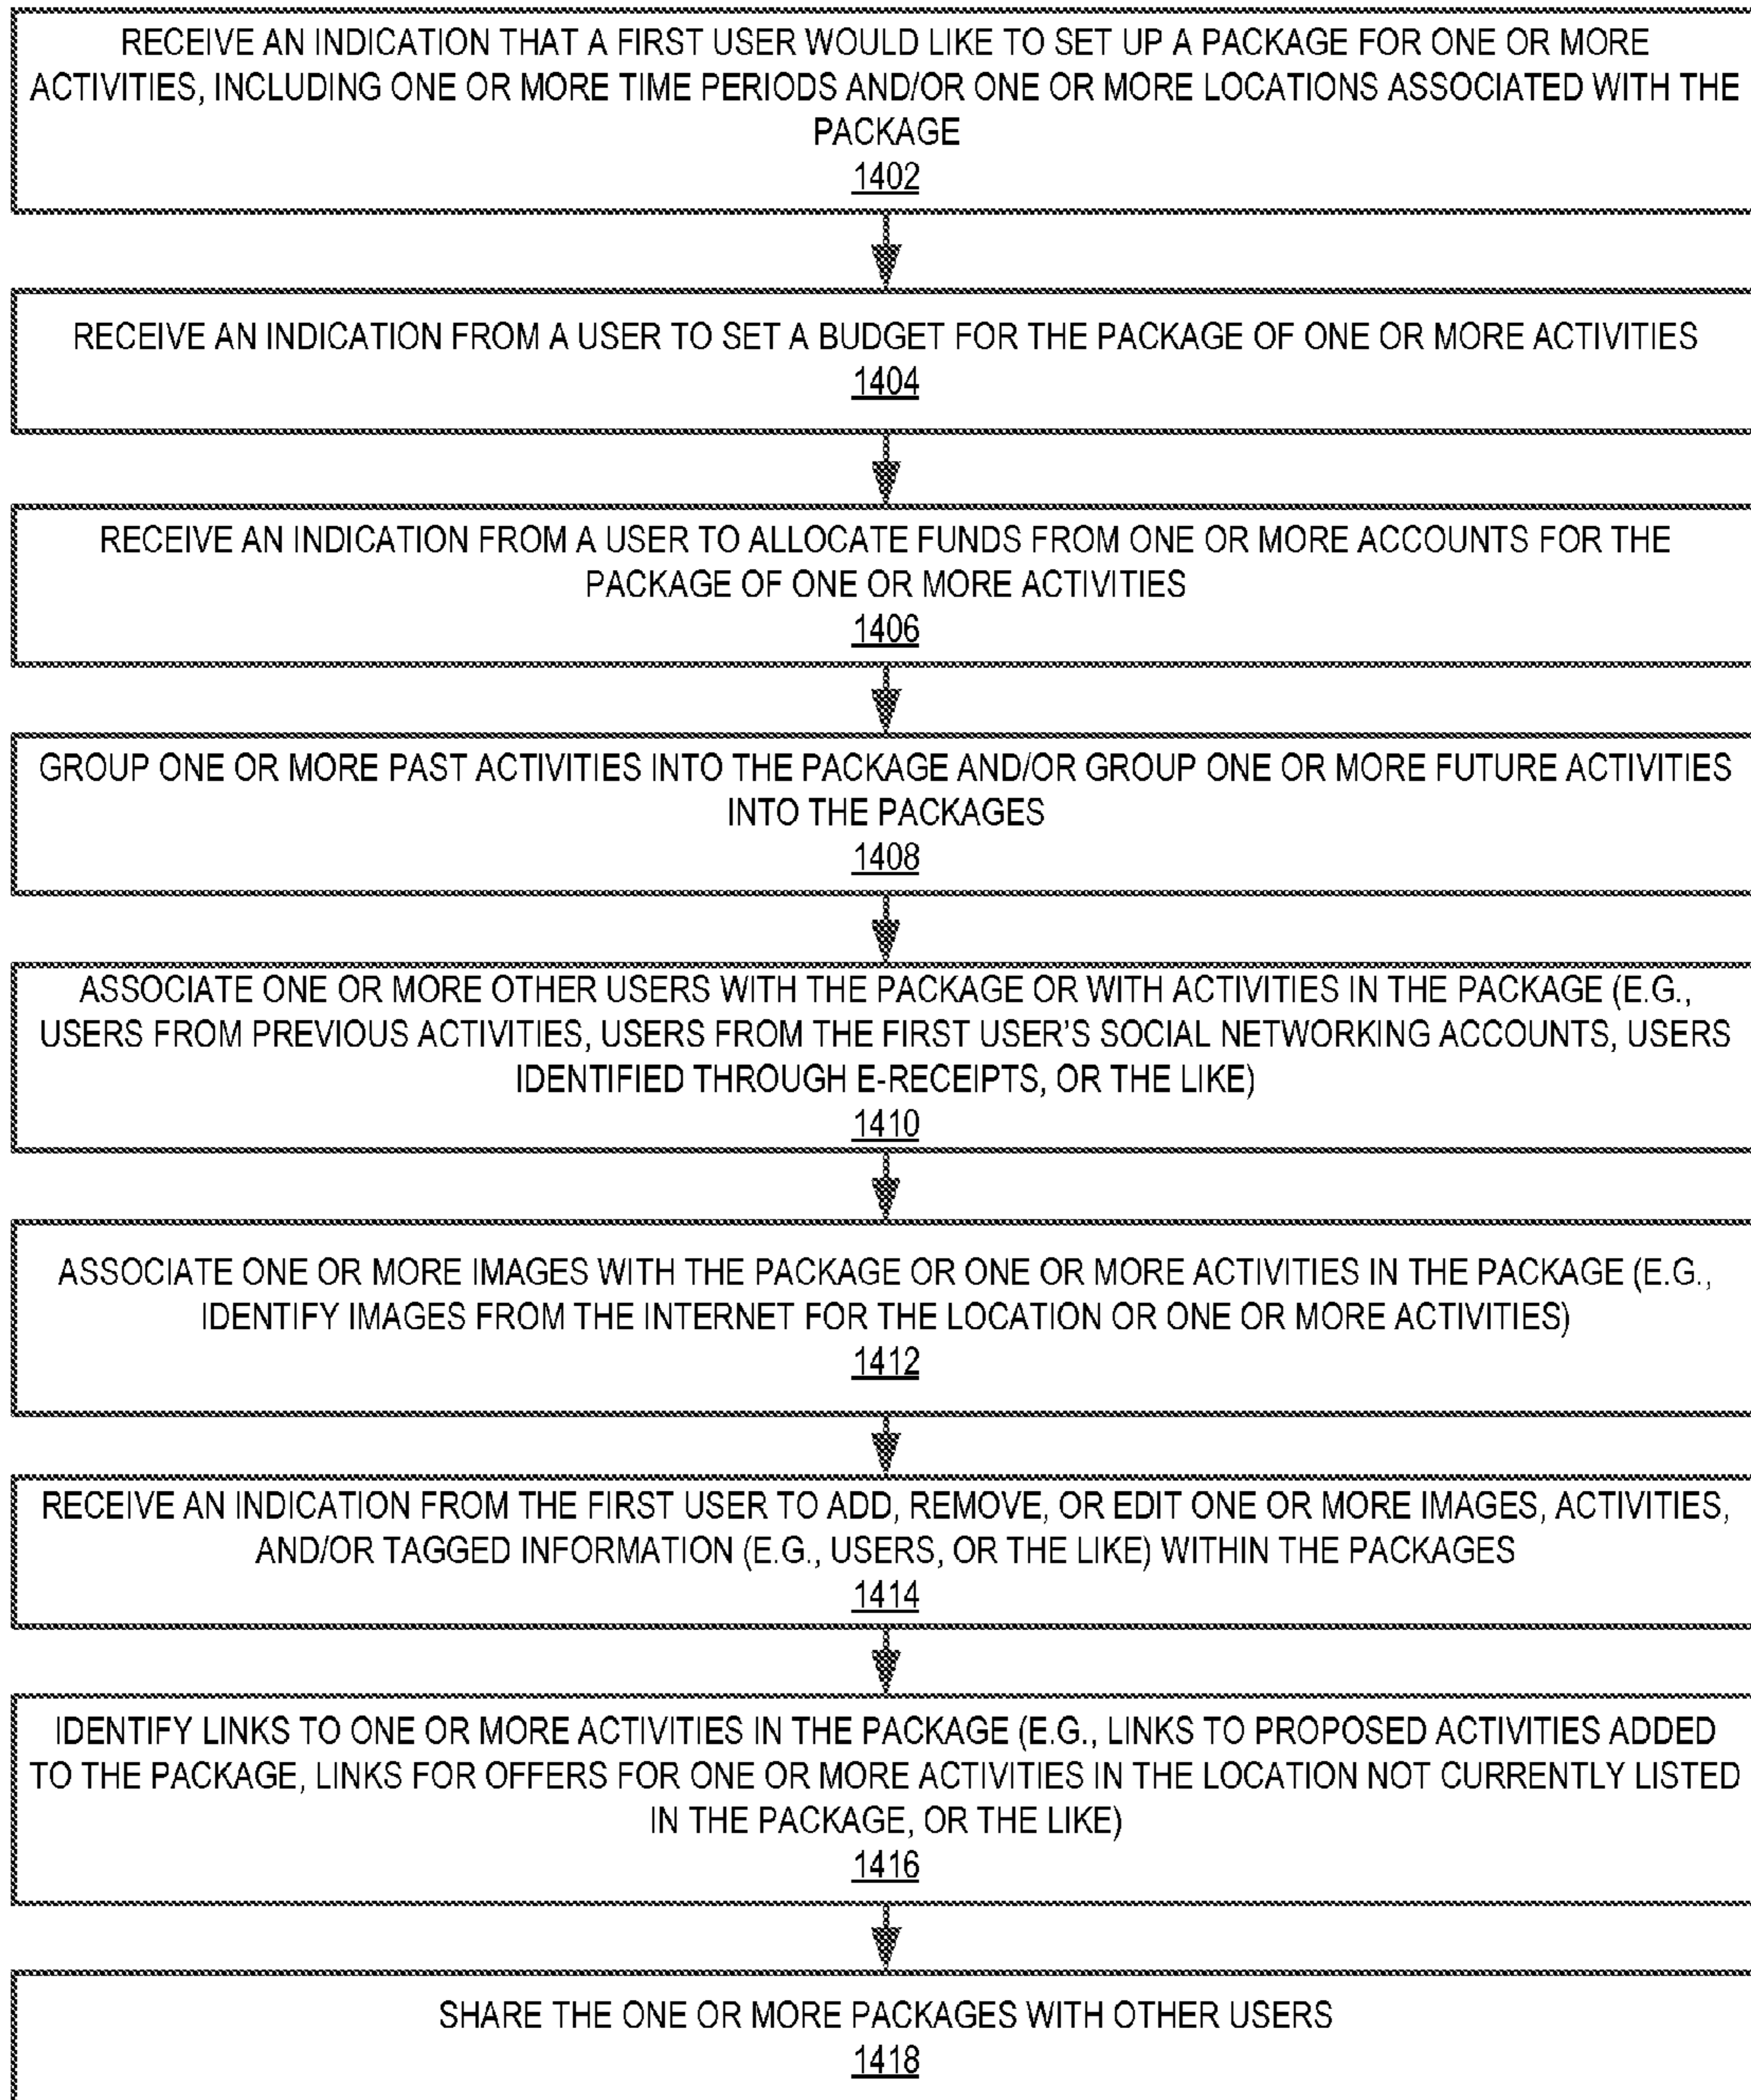 RECEIVE AN INDICATION THAT A FIRST USER WOULD LIKE TO SET UP A PACKAGE FOR ONE OR MORE
ACTIVITIES, INCLUDING ONE OR MORE TIME PERIODS AND/OR ONE OR MORE LOCATIONS ASSOCIATED WITH THE
PACKAGE
1402
RECEIVE AN INDICATION FROM A USER TO SET A BUDGET FOR THE PACKAGE OF ONE OR MORE ACTIVITIES
1404
RECEIVE AN INDICATION FROM A USER TO ALLOCATE FUNDS FROM ONE OR MORE ACCOUNTS FOR THE
PACKAGE OF ONE OR MORE ACTIVITIES
1406
GROUP ONE OR MORE PAST ACTIVITIES INTO THE PACKAGE AND/OR GROUP ONE OR MORE FUTURE ACTIVITIES
INTO THE PACKAGES
1408
ASSOCIATE ONE OR MORE OTHER USERS WITH THE PACKAGE OR WITH ACTIVITIES IN THE PACKAGE (E.G.,
USERS FROM PREVIOUS ACTIVITIES, USERS FROM THE FIRST USER'S SOCIAL NETWORKING ACCOUNTS, USERS
IDENTIFIED THROUGH E-RECEIPTS, OR THE LIKE)
1410
ASSOCIATE ONE OR MORE IMAGES WITH THE PACKAGE OR ONE OR MORE ACTIVITIES IN THE PACKAGE (E.G.,
IDENTIFY IMAGES FROM THE INTERNET FOR THE LOCATION OR ONE OR MORE ACTIVITIES)
1412
RECEIVE AN INDICATION FROM THE FIRST USER TO ADD, REMOVE, OR EDIT ONE OR MORE IMAGES, ACTIVITIES,
AND/OR TAGGED INFORMATION (E.G., USERS, OR THE LIKE) WITHIN THE PACKAGES
1414
IDENTIFY LINKS TO ONE OR MORE ACTIVITIES IN THE PACKAGE (E.G., LINKS TO PROPOSED ACTIVITIES ADDED
TO THE PACKAGE, LINKS FOR OFFERS FOR ONE OR MORE ACTIVITIES IN THE LOCATION NOT CURRENTLY LISTED
IN THE PACKAGE, OR THE LIKE)
1416
SHARE THE ONE OR MORE PACKAGES WITH OTHER USERS
1418